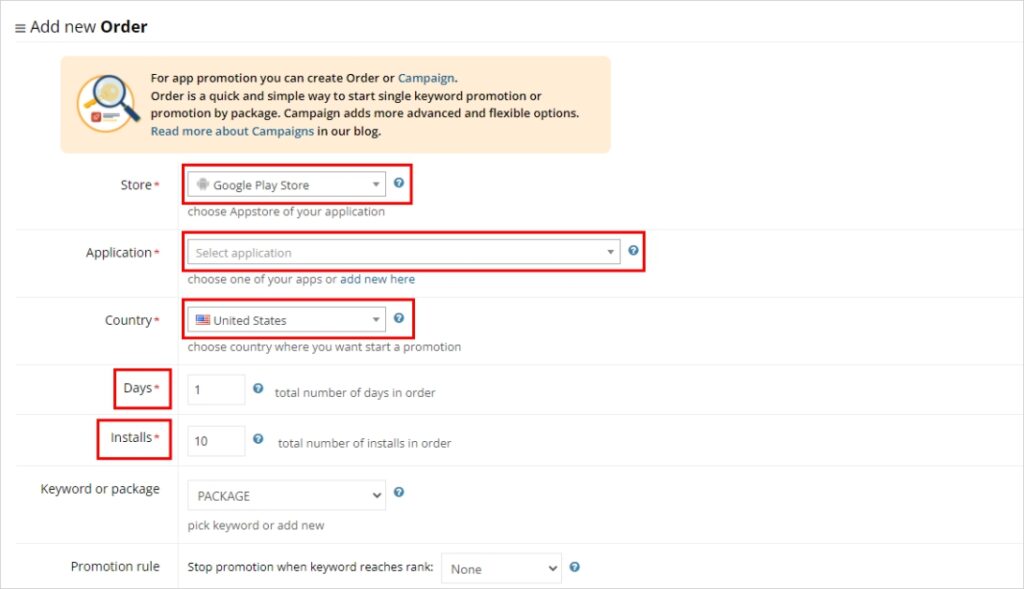 Add new Order
For app promotion you can create Order or Campaign.
Order is a quick and simple way to start single keyword promotion or
promotion by package. Campaign adds more advanced and flexible options.
Read more about Campaigns in our blog.
Store* Google Play Store
choose Appstore of your application
Application* Select application
choose one of your apps or add new here
Country* United States
choose country where you want start a promotion
Days* 1 total number of days in order
Installs* 10 total number of installs in order
Keyword or package PACKAGE
pick keyword or add new
Promotion rule Stop promotion when keyword reaches rank: None